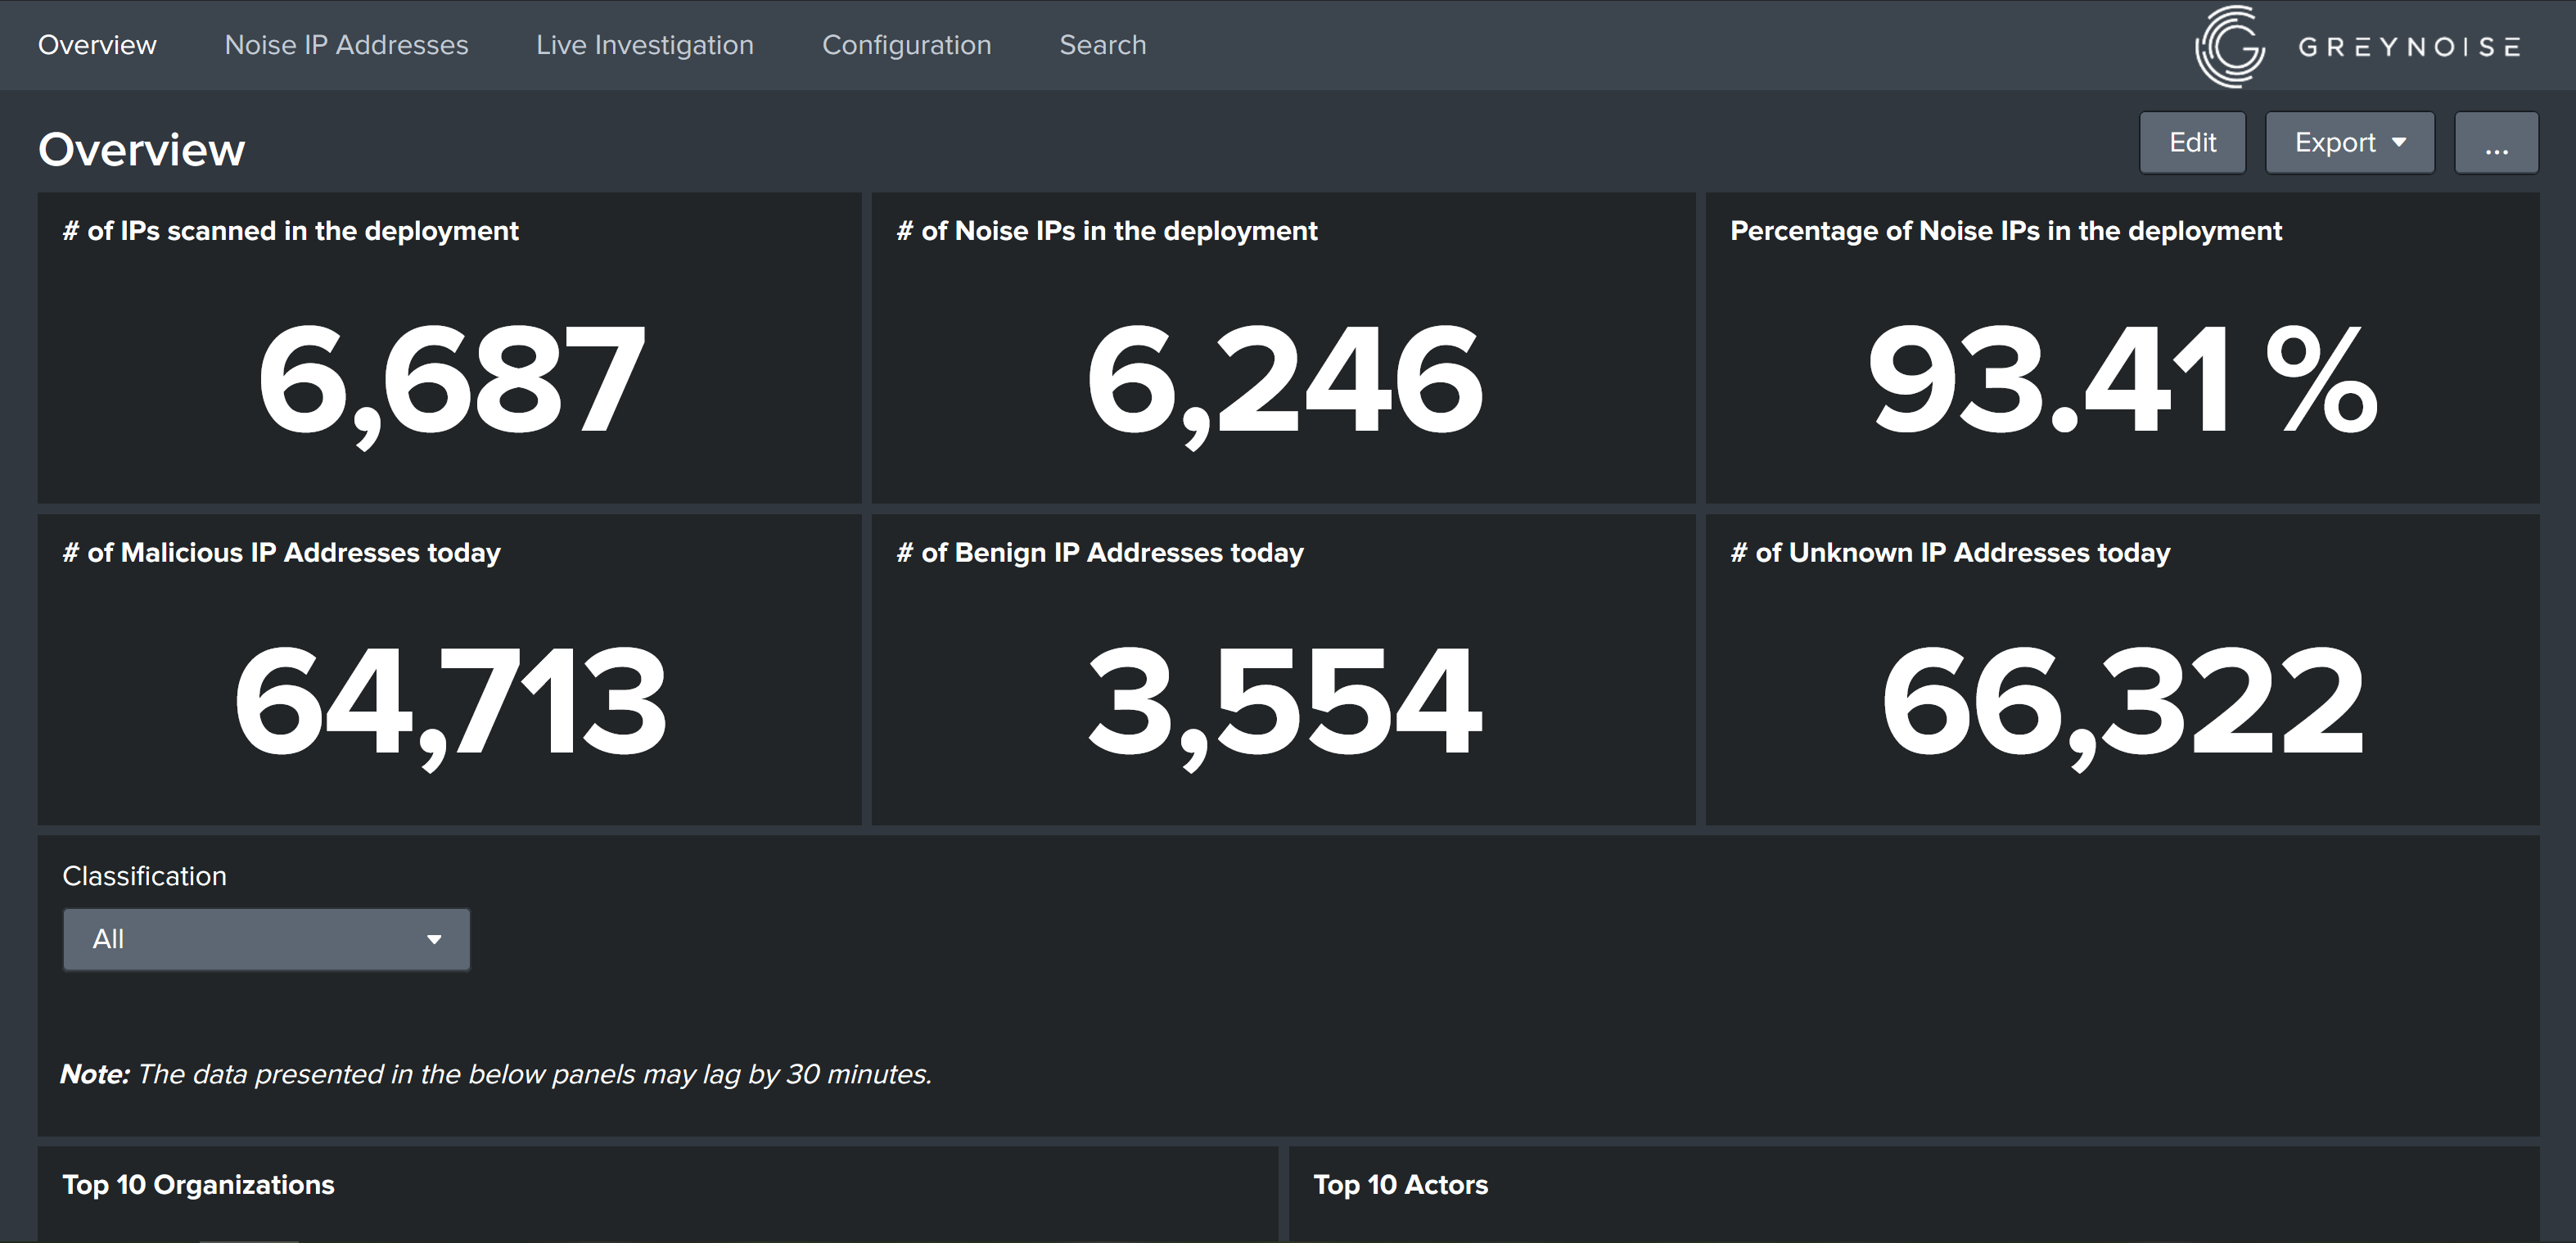 Overview Noise IP Addresses Live Investigation Configuration Search GREYNOISE
Overview Edit Export ...
# of IPs scanned in the deployment
6,687
# of Noise IPs in the deployment
6,246
Percentage of Noise IPs in the deployment
93.41 %
# of Malicious IP Addresses today
64,713
# of Benign IP Addresses today
3,554
# of Unknown IP Addresses today
66,322
Classification
All
Note: The data presented in the below panels may lag by 30 minutes.
Top 10 Organizations
Top 10 Actors